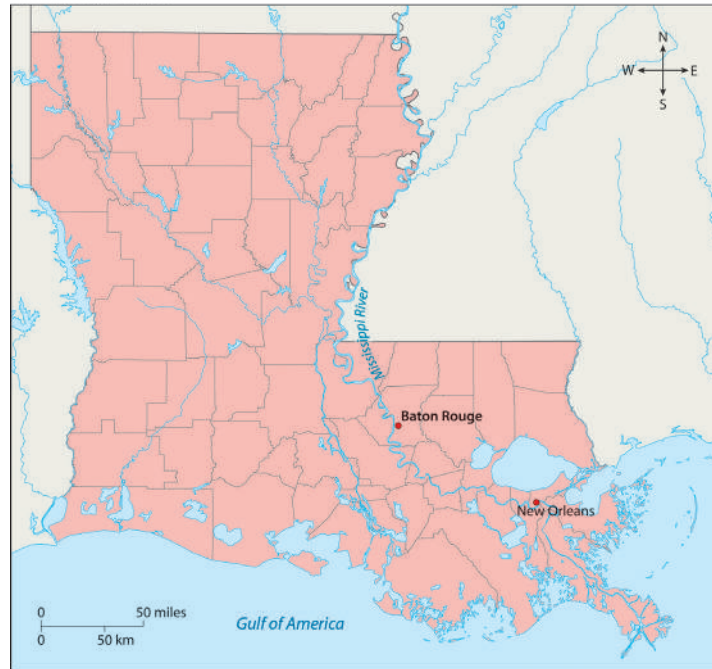 N
W E
S
Mississippi River
Baton Rouge
New Orleans
0 50 miles
0 50 km
Gulf of America